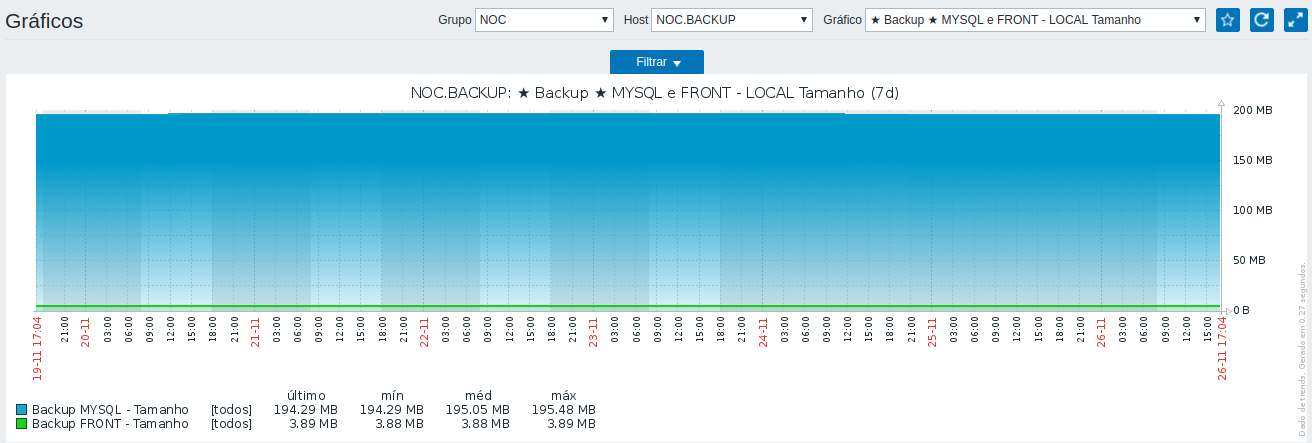 Gráficos Grupo NOC ▼ Host NOC.BACKUP ▼ Gráfico ★ Backup ★ MYSQL e FRONT - LOCAL Tamanho ▼
Filtrar ▼
NOC.BACKUP: ★ Backup ★ MYSQL e FRONT - LOCAL Tamanho (7d)
200 MB
150 MB
100 MB
50 MB
0 B
19-11 17:04 21:00 20-11 03:00 06:00 09:00 12:00 15:00 18:00 21:00 21-11 03:00 06:00 09:00 12:00 15:00 18:00 21:00 22-11 03:00 06:00 09:00 12:00 15:00 18:00 21:00 23-11 03:00 06:00 09:00 12:00 15:00 18:00 21:00 24-11 03:00 06:00 09:00 12:00 15:00 18:00 21:00 25-11 03:00 06:00 09:00 12:00 15:00 18:00 21:00 26-11 03:00 06:00 09:00 12:00 15:00 26-11 17:04
último mín méd máx
Backup MYSQL - Tamanho [todos] 194.29 MB 194.29 MB 195.05 MB 195.48 MB
Backup FRONT - Tamanho [todos] 3.89 MB 3.88 MB 3.88 MB 3.89 MB
Dado de trends. Gerado em 0.27 segundos.